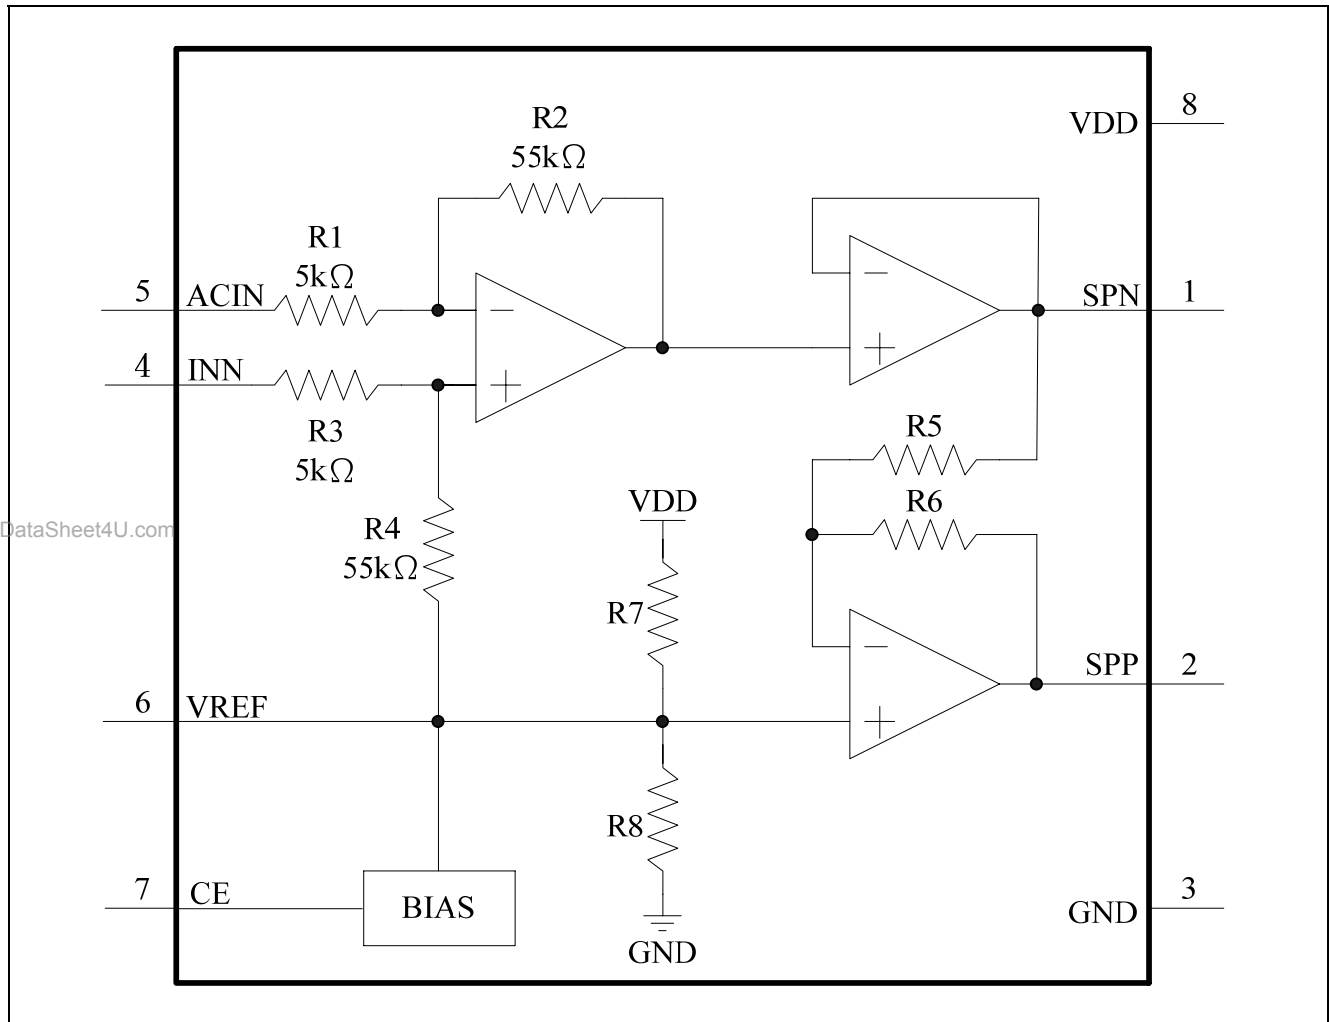 8
VDD
R2
55kΩ
R1
5kΩ
5
ACIN
SPN
1
4
INN
R3
5kΩ
R5
R6
VDD
DataSheet4U.com
R4
55kΩ
R7
SPP
2
6
VREF
R8
7
CE
BIAS
3
GND
GND